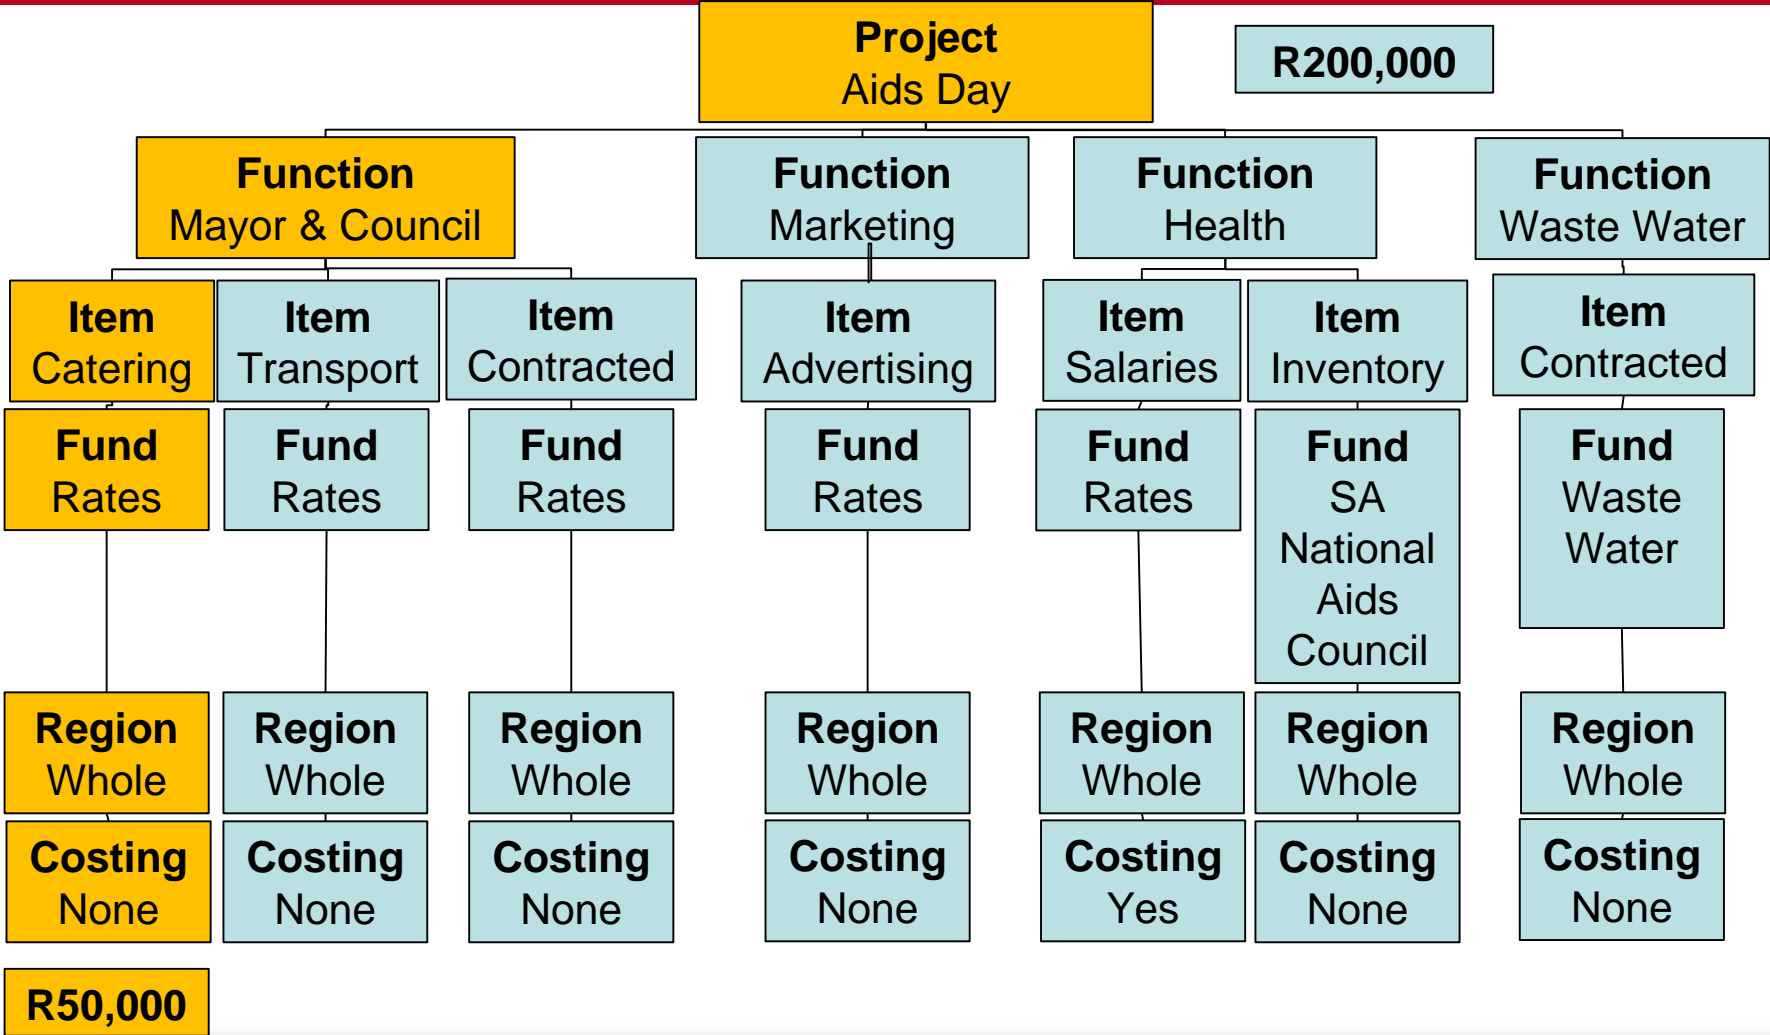 Project
Aids Day
R200,000
Function
Mayor & Council
Function
Marketing
Function
Health
Function
Waste Water
Item
Catering
Item
Transport
Item
Contracted
Item
Advertising
Item
Salaries
Item
Inventory
Item
Contracted
Fund
Rates
Fund
Rates
Fund
Rates
Fund
Rates
Fund
Rates
Fund
SA
National
Aids
Council
Fund
Waste
Water
Region
Whole
Region
Whole
Region
Whole
Region
Whole
Region
Whole
Region
Whole
Region
Whole
Costing
None
Costing
None
Costing
None
Costing
None
Costing
Yes
Costing
None
Costing
None
R50,000